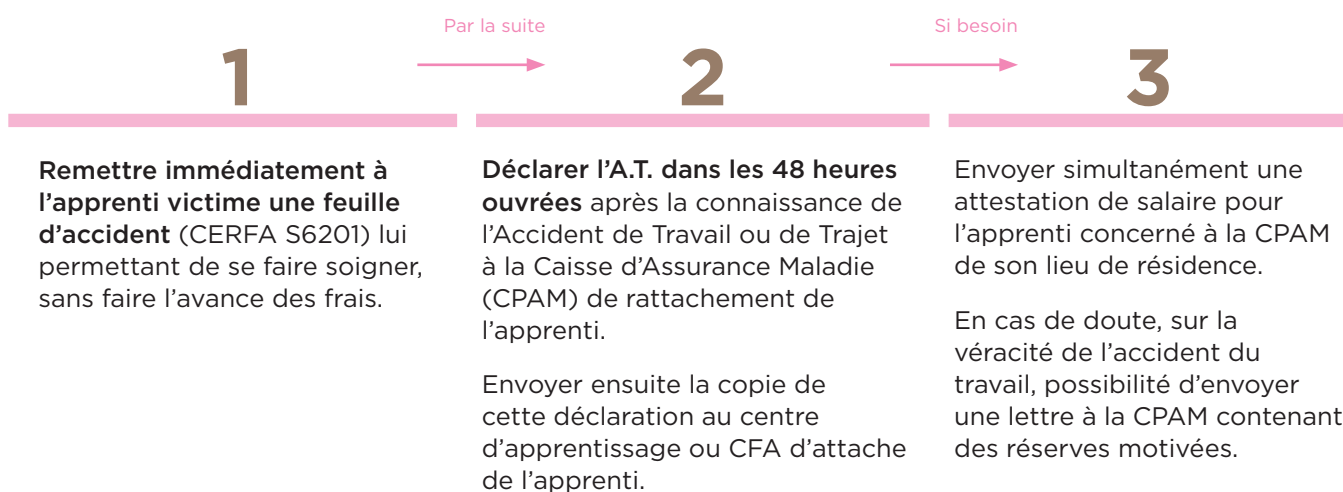 1
Par la suite
2
Si besoin
3
Remettre immédiatement à
l'apprenti victime une feuille
d'accident (CERFA S6201) lui
permettant de se faire soigner,
sans faire l'avance des frais.
Déclarer l'A.T. dans les 48 heures
ouvrées après la connaissance de
l'Accident de Travail ou de Trajet
à la Caisse d'Assurance Maladie
(CPAM) de rattachement de
l'apprenti.
Envoyer ensuite la copie de
cette déclaration au centre
d'apprentissage ou CFA d'attache
de l'apprenti.
Envoyer simultanément une
attestation de salaire pour
l'apprenti concerné à la CPAM
de son lieu de résidence.
En cas de doute, sur la
véracité de l'accident du
travail, possibilité d'envoyer
une lettre à la CPAM contenant
des réserves motivées.